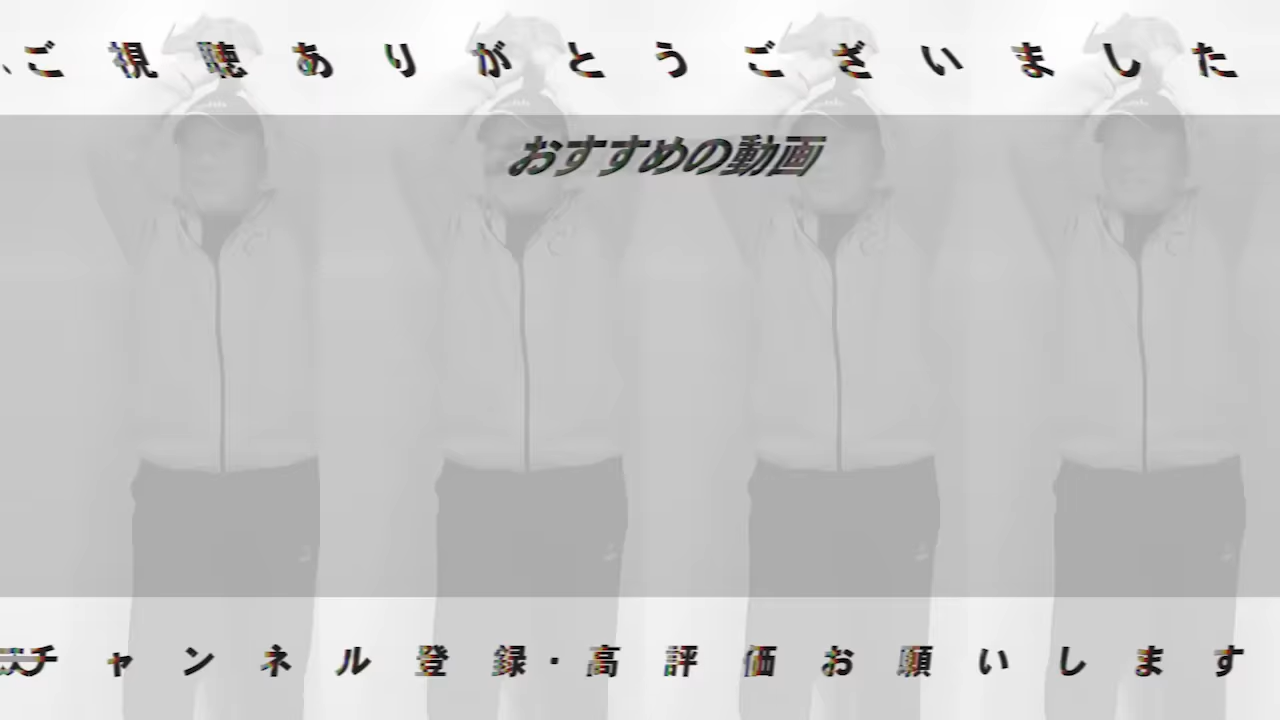 ご視聴ありがとうございました
おすすめの動画
チャンネル登録・高評価お願いします